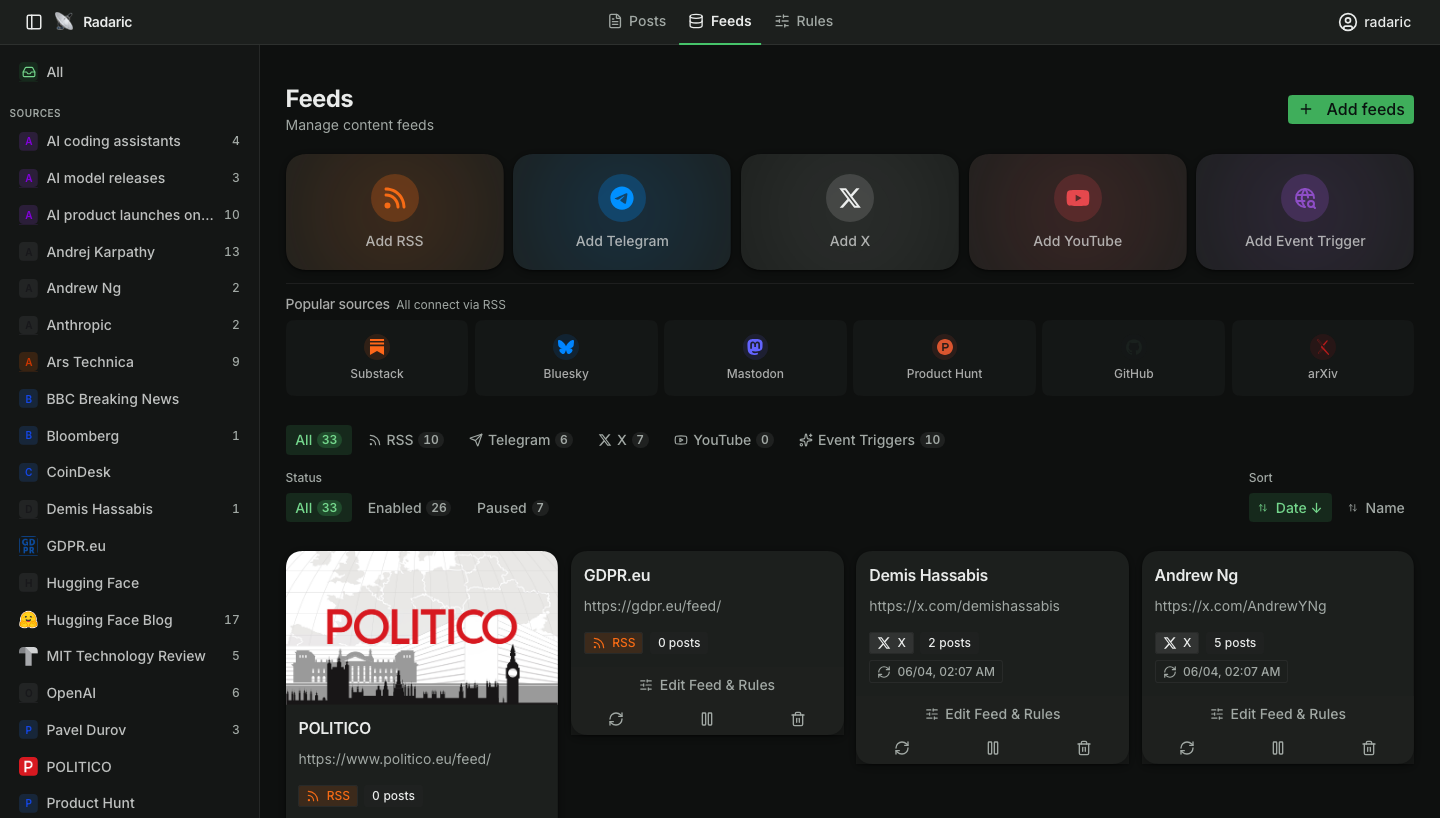 Radaric
Posts
Feeds
Rules
radaric
All
SOURCES
A AI coding assistants 4
A AI model releases 3
A AI product launches on... 10
A Andrej Karpathy 13
A Andrew Ng 2
A Anthropic 2
A Ars Technica 9
B BBC Breaking News
B Bloomberg 1
C CoinDesk
D Demis Hassabis 1
GD PR GDPR.eu
H Hugging Face
Hugging Face Blog 17
MIT Technology Review 5
O OpenAI 6
P Pavel Durov 3
P POLITICO
P Product Hunt
Feeds
Manage content feeds
+ Add feeds
Add RSS
Add Telegram
Add X
Add YouTube
Add Event Trigger
Popular sources All connect via RSS
Substack
Bluesky
Mastodon
Product Hunt
GitHub
arXiv
All 33
RSS 10
Telegram 6
X 7
YouTube 0
Event Triggers 10
Status
All 33
Enabled 26
Paused 7
Sort
Date ↓
Name
POLITICO
POLITICO
https://www.politico.eu/feed/
RSS 0 posts
GDPR.eu
https://gdpr.eu/feed/
RSS 0 posts
Edit Feed & Rules
Demis Hassabis
https://x.com/demishassabis
X 2 posts
06/04, 02:07 AM
Edit Feed & Rules
Andrew Ng
https://x.com/AndrewYNg
X 5 posts
06/04, 02:07 AM
Edit Feed & Rules